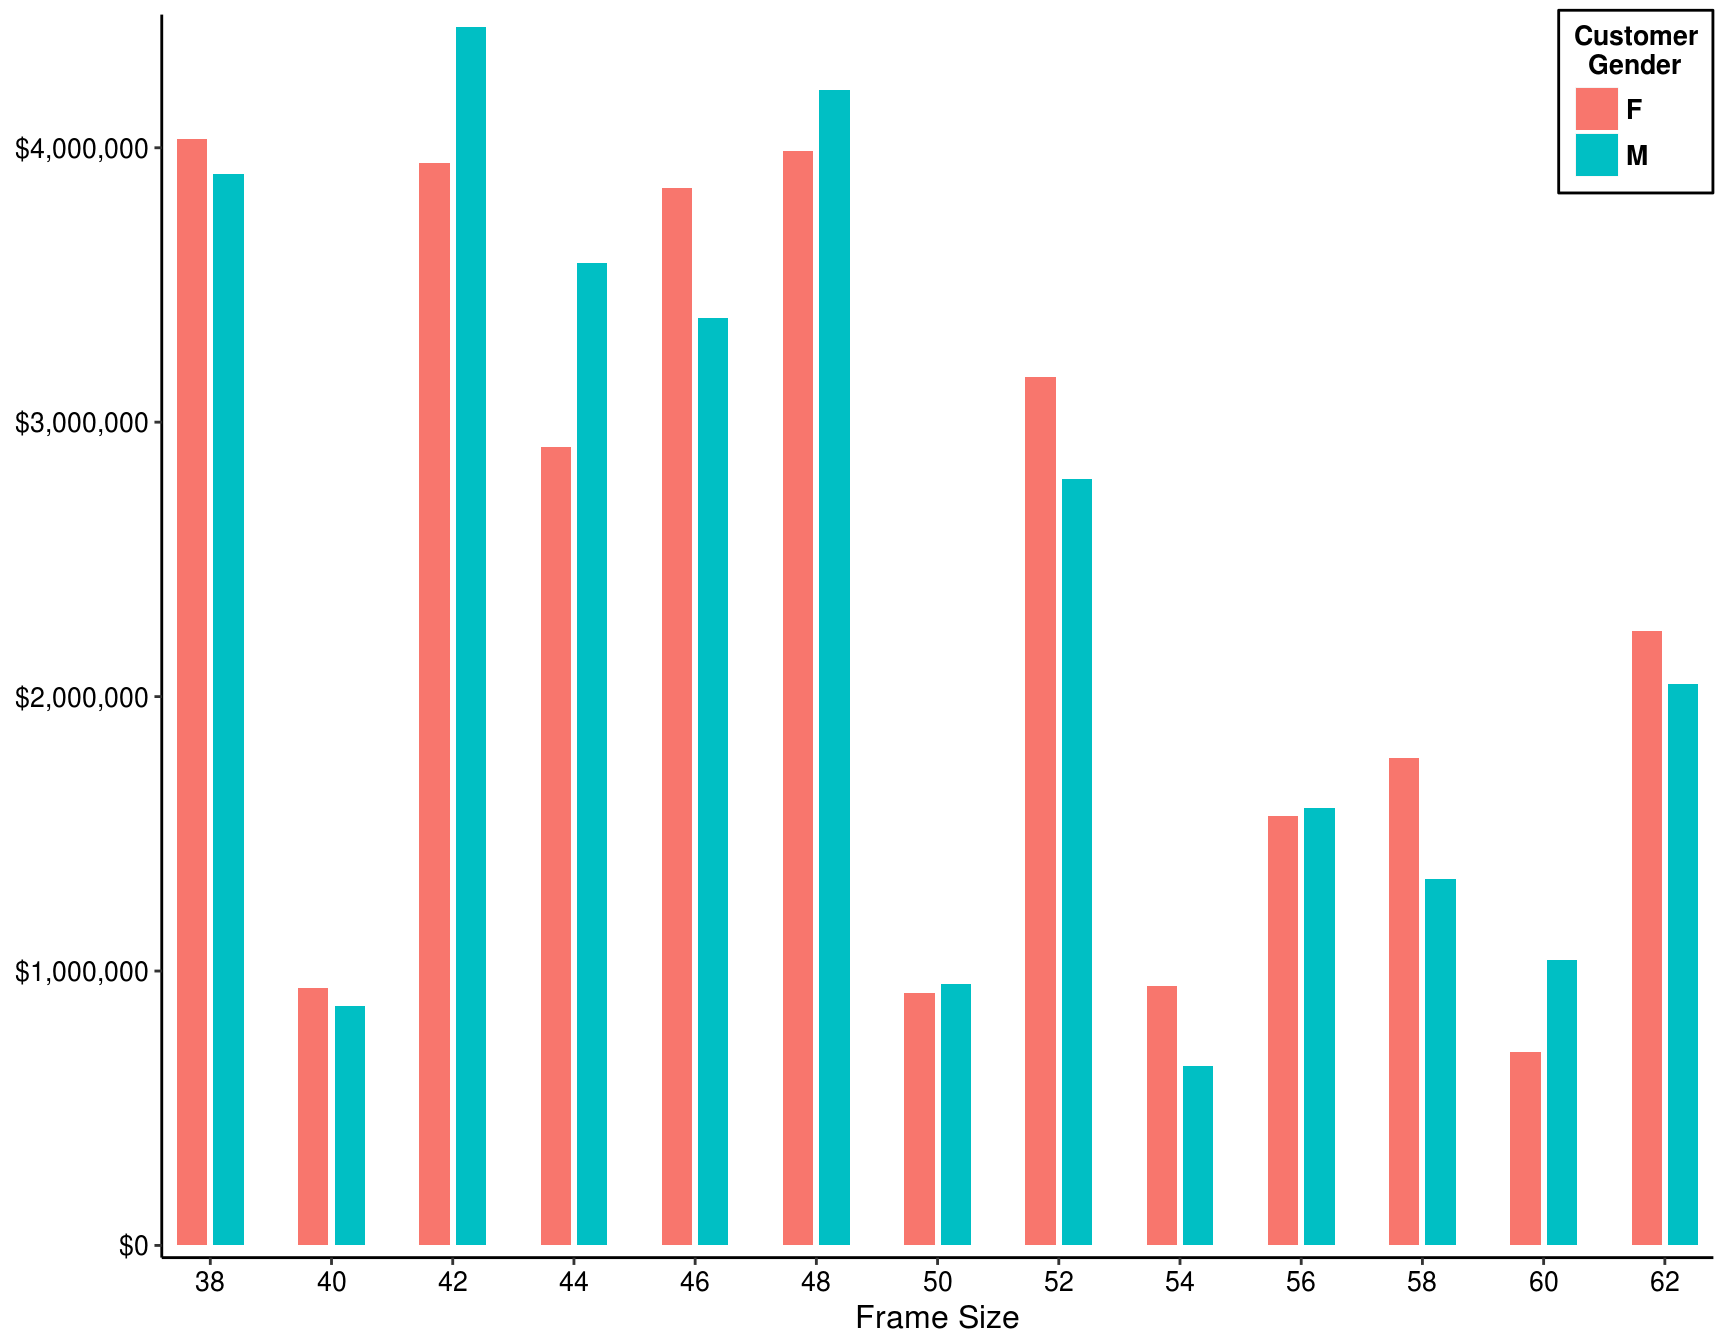 Customer
Gender
F
M
$4,000,000
$3,000,000
$2,000,000
$1,000,000
$0
38 40 42 44 46 48 50 52 54 56 58 60 62
Frame Size